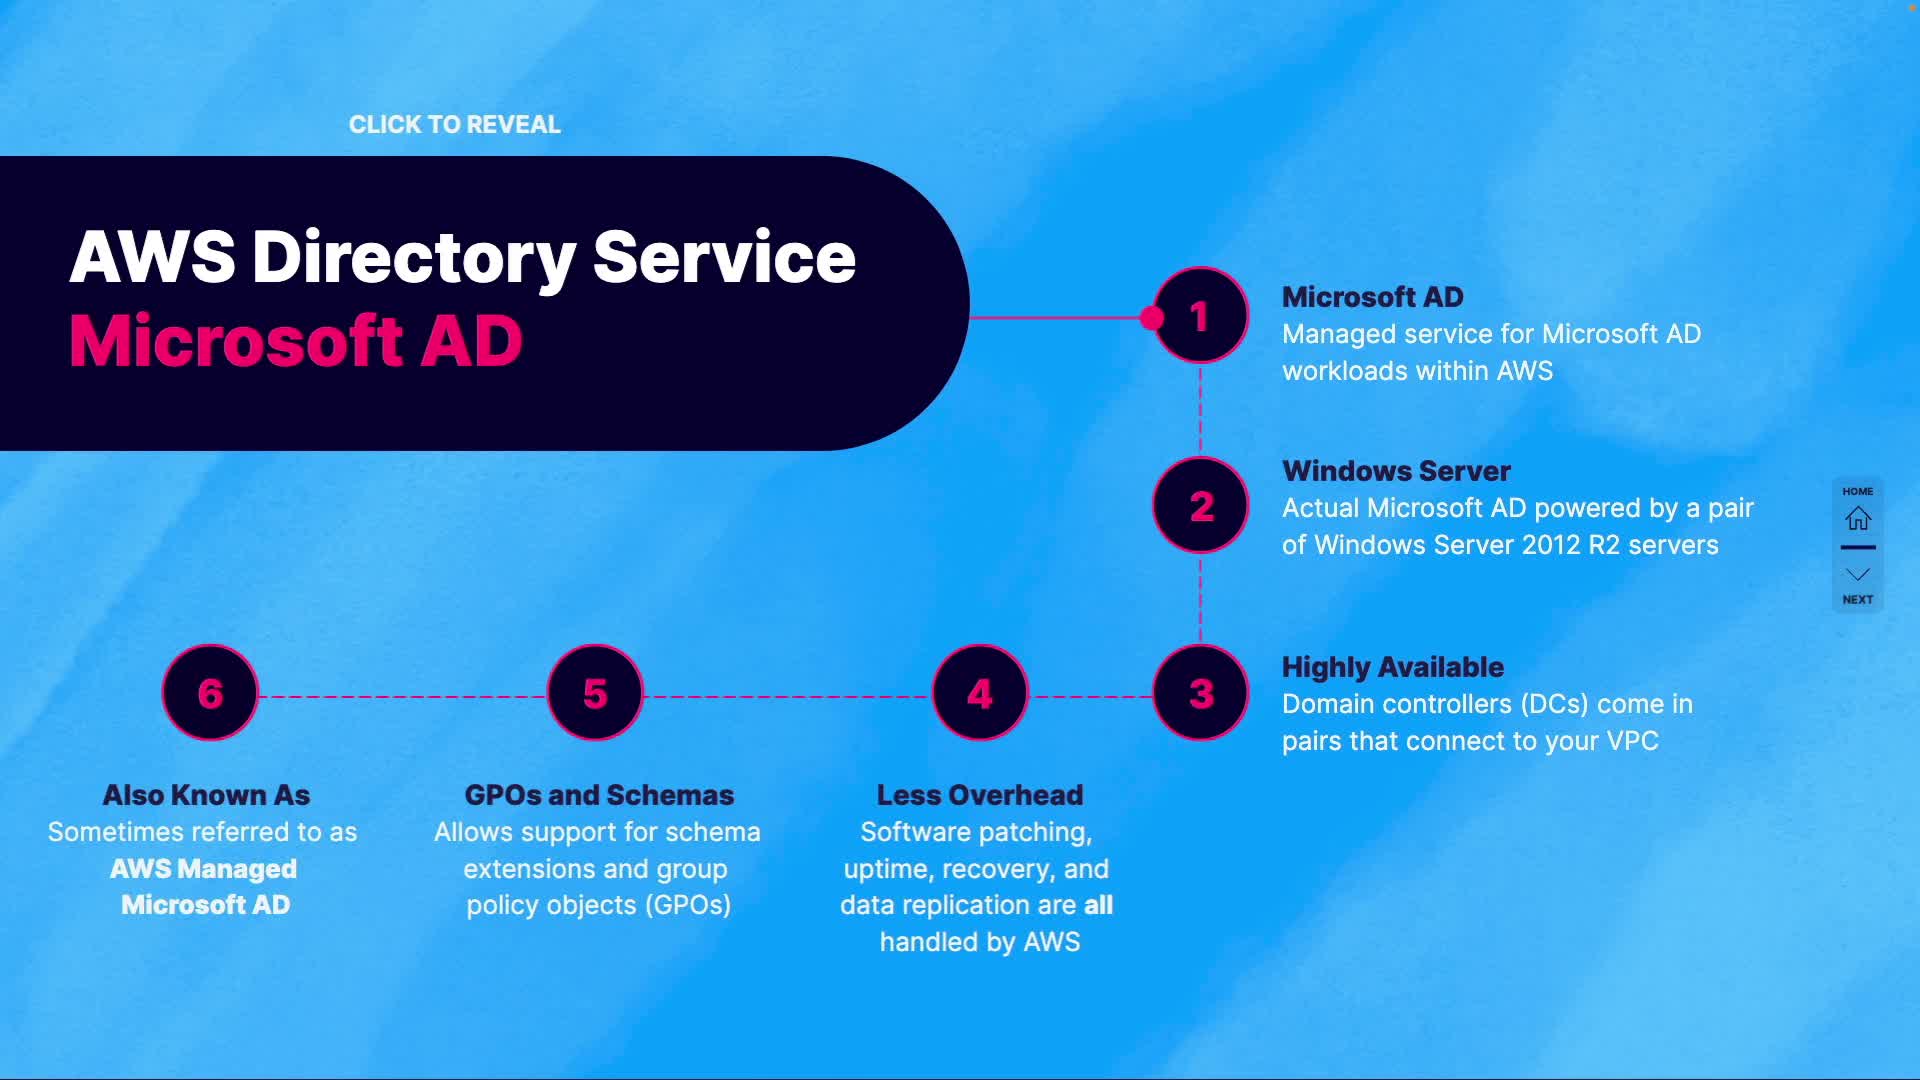 CLICK TO REVEAL
AWS Directory Service
Microsoft AD
1
Microsoft AD
Managed service for Microsoft AD
workloads within AWS
2
Windows Server
Actual Microsoft AD powered by a pair
of Windows Server 2012 R2 servers
3
Highly Available
Domain controllers (DCs) come in
pairs that connect to your VPC
4
Less Overhead
Software patching,
uptime, recovery, and
data replication are all
handled by AWS
5
GPOs and Schemas
Allows support for schema
extensions and group
policy objects (GPOs)
6
Also Known As
Sometimes referred to as
AWS Managed
Microsoft AD
HOME
NEXT